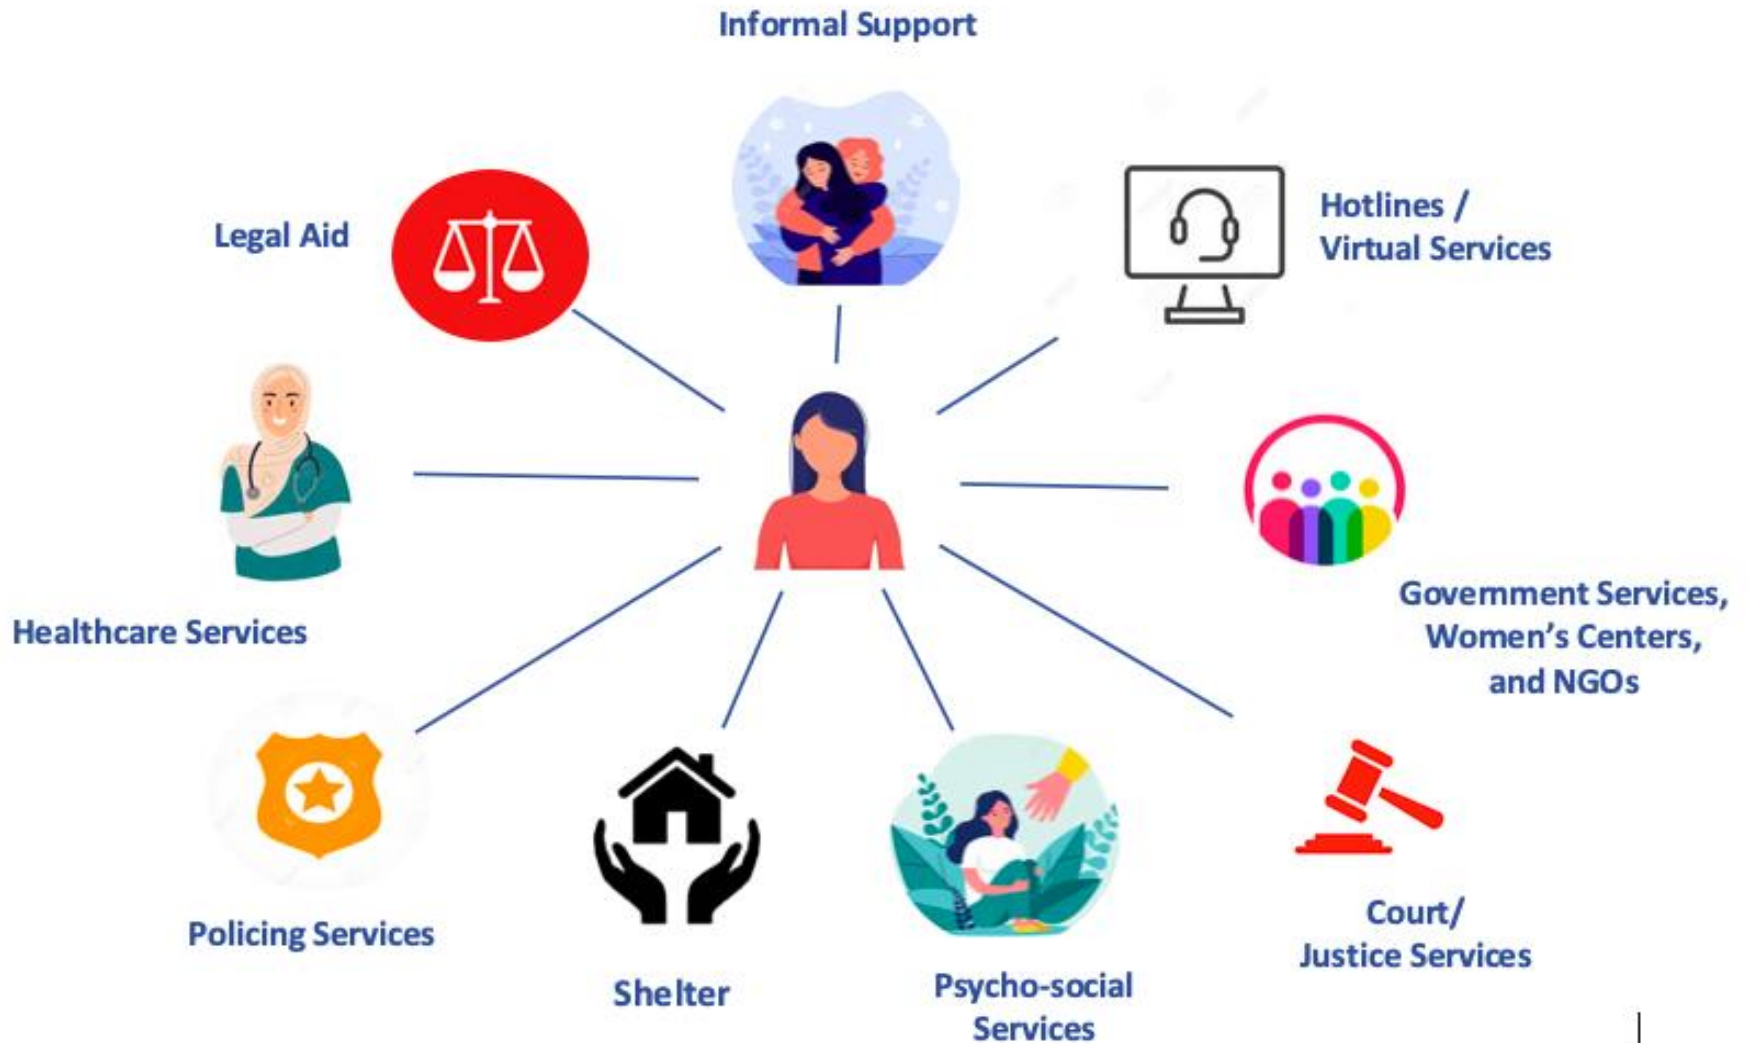 Informal Support
Legal Aid
Hotlines /
Virtual Services
Healthcare Services
Government Services,
Women's Centers,
and NGOs
Policing Services
Shelter
Psycho-social
Services
Court/
Justice Services